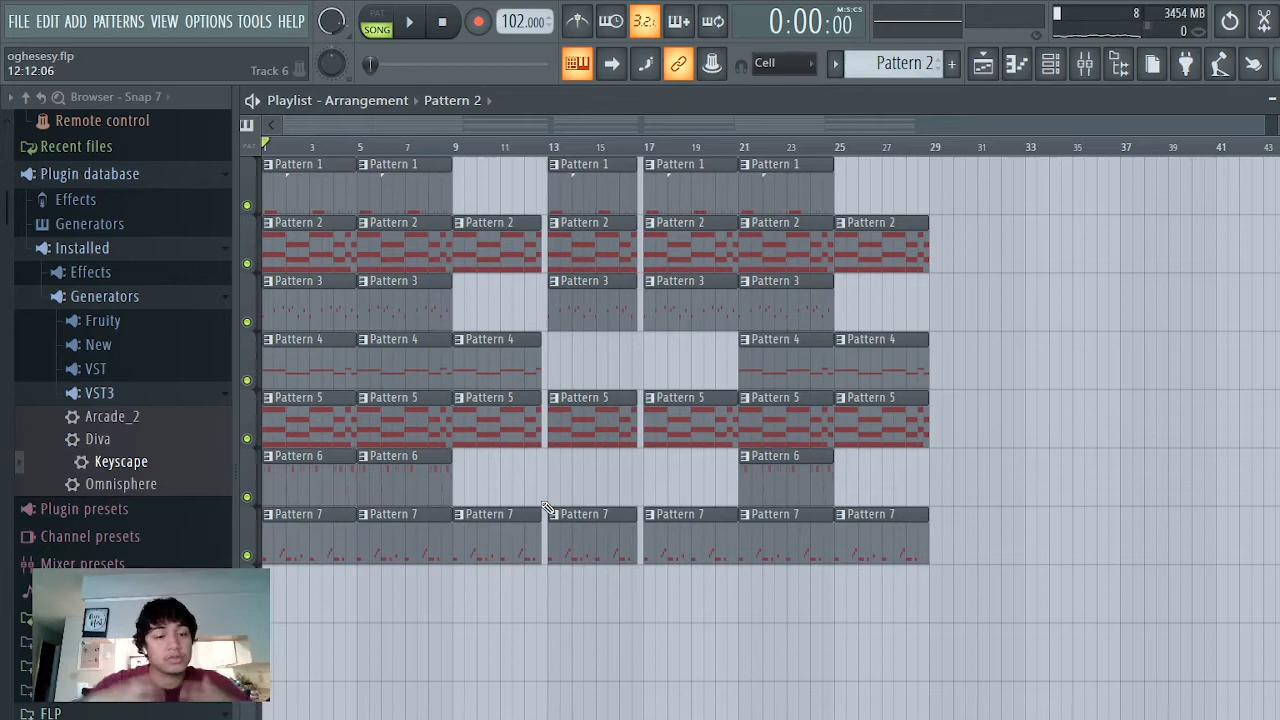 FILE EDIT ADD PATTERNS VIEW OPTIONS TOOLS HELP
PAT
SONG
102.000
3.2.
0:00:00
M:S:CS
8
3454 MB
0
oghesesy.flp
12:12:06
Track 6
Cell
Pattern 2
Browser - Snap 7
Playlist - Arrangement
Pattern 2
Remote control
Recent files
Plugin database
Effects
Generators
Installed
Effects
Generators
Fruity
New
VST
VST3
Arcade_2
Diva
Keyscape
Omnisphere
Plugin presets
Channel presets
Mixer presets
FLP
PAT
1 3 5 7 9 11 13 15 17 19 21 23 25 27 29 31 33 35 37 39 41 43
Pattern 1 Pattern 1 Pattern 1 Pattern 1 Pattern 1
Pattern 2 Pattern 2 Pattern 2 Pattern 2 Pattern 2 Pattern 2 Pattern 2
Pattern 3 Pattern 3 Pattern 3 Pattern 3 Pattern 3
Pattern 4 Pattern 4 Pattern 4 Pattern 4 Pattern 4
Pattern 5 Pattern 5 Pattern 5 Pattern 5 Pattern 5 Pattern 5 Pattern 5
Pattern 6 Pattern 6 Pattern 6
Pattern 7 Pattern 7 Pattern 7 Pattern 7 Pattern 7 Pattern 7 Pattern 7